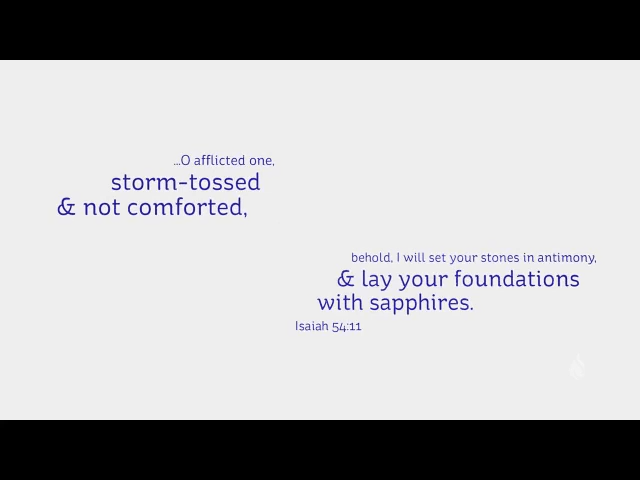 ...O afflicted one,
storm-tossed
& not comforted,
behold, I will set your stones in antimony,
& lay your foundations
with sapphires.
Isaiah 54:11